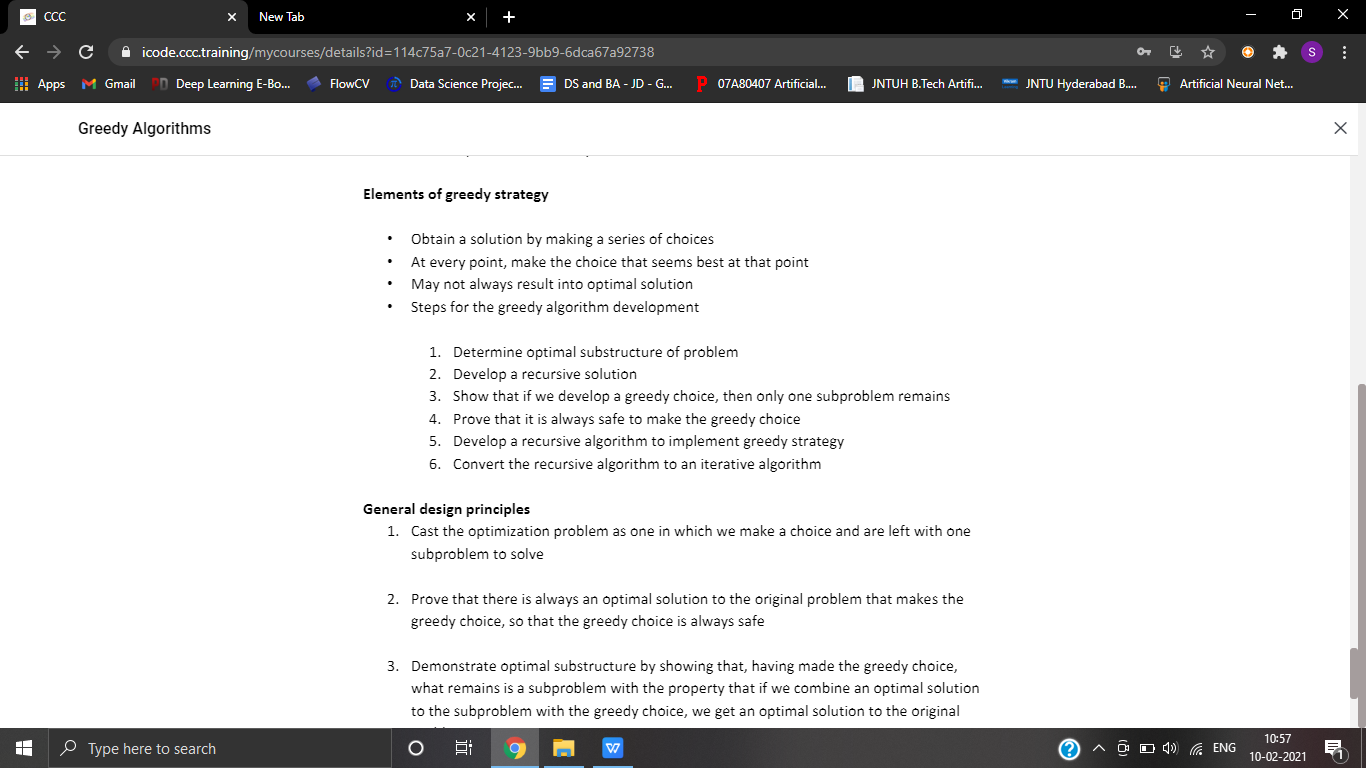 CCC
New Tab
icode.ccc.training/mycourses/details?id=114c75a7-0c21-4123-9bb9-6dca67a92738
S
Apps
Gmail
Deep Learning E-Bo...
FlowCV
Data Science Projec...
DS and BA - JD - G...
07A80407 Artificial...
JNTUH B.Tech Artifi...
JNTU Hyderabad B....
Artificial Neural Net...
Greedy Algorithms
Elements of greedy strategy
• Obtain a solution by making a series of choices
• At every point, make the choice that seems best at that point
• May not always result into optimal solution
• Steps for the greedy algorithm development
1. Determine optimal substructure of problem
2. Develop a recursive solution
3. Show that if we develop a greedy choice, then only one subproblem remains
4. Prove that it is always safe to make the greedy choice
5. Develop a recursive algorithm to implement greedy strategy
6. Convert the recursive algorithm to an iterative algorithm
General design principles
1. Cast the optimization problem as one in which we make a choice and are left with one
subproblem to solve
2. Prove that there is always an optimal solution to the original problem that makes the
greedy choice, so that the greedy choice is always safe
3. Demonstrate optimal substructure by showing that, having made the greedy choice,
what remains is a subproblem with the property that if we combine an optimal solution
to the subproblem with the greedy choice, we get an optimal solution to the original
Type here to search
ENG
10:57
10-02-2021
1